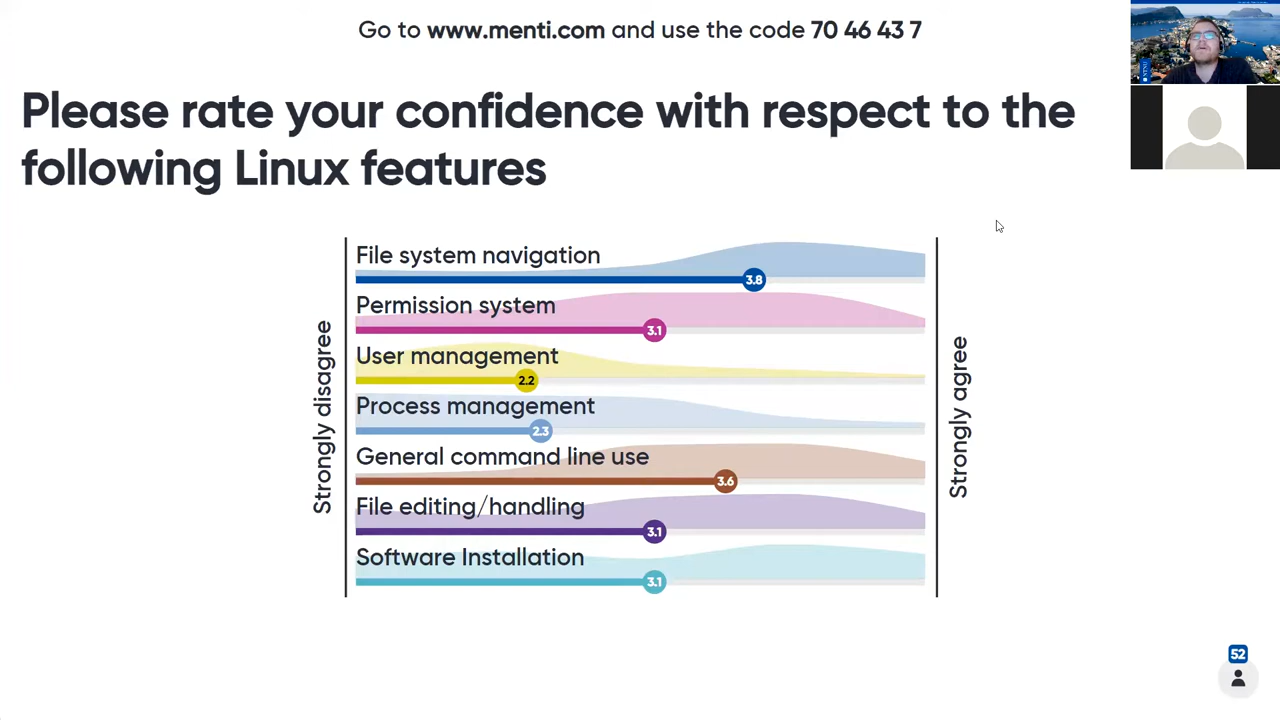 Go to www.menti.com and use the code 70 46 43 7
Please rate your confidence with respect to the
following Linux features
Strongly disagree
File system navigation
3.8
Permission system
3.1
User management
2.2
Process management
2.3
General command line use
3.6
File editing/handling
3.1
Software Installation
3.1
Strongly agree
52
NTNU